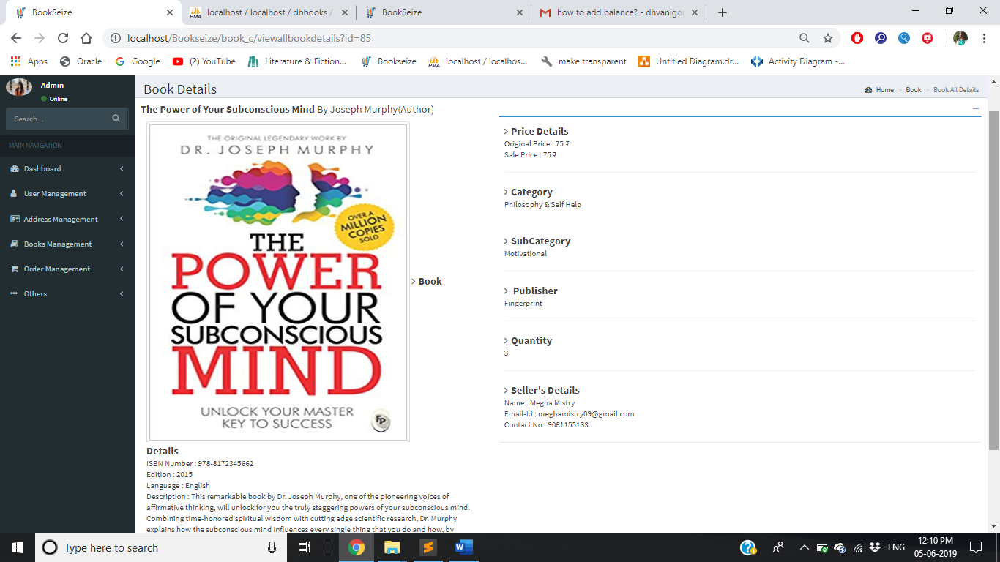 BookSeize
localhost / localhost / dbbooks /
BookSeize
how to add balance? - dhvanigor
localhost/Bookseize/book_c/viewallbookdetails?id=85
Apps
Oracle
Google
(2) YouTube
Literature & Fiction...
Bookseize
localhost / localhos...
make transparent
Untitled Diagram.dr...
Activity Diagram -...
Admin
Online
Search...
MAIN NAVIGATION
Dashboard
User Management
Address Management
Books Management
Order Management
Others
Book Details
Home > Book > Book All Details
The Power of Your Subconscious Mind By Joseph Murphy(Author)
THE ORIGINAL LEGENDARY WORK BY
DR. JOSEPH MURPHY
OVER A
MILLION
COPIES
SOLD
THE
POWER
OF YOUR
SUBCONSCIOUS
MIND
UNLOCK YOUR MASTER
KEY TO SUCCESS
FP
Book
Details
ISBN Number : 978-8172345662
Edition : 2015
Language : English
Description : This remarkable book by Dr. Joseph Murphy, one of the pioneering voices of
affirmative thinking, will unlock for you the truly staggering powers of your subconscious mind.
Combining time-honored spiritual wisdom with cutting edge scientific research, Dr. Murphy
explains how the subconscious mind influences every single thing that you do and how, by
Price Details
Original Price : 75 ₹
Sale Price : 75 ₹
Category
Philosophy & Self Help
SubCategory
Motivational
Publisher
Fingerprint
Quantity
3
Seller's Details
Name : Megha Mistry
Email-Id : meghamistry09@gmail.com
Contact No : 9081155133
Type here to search
ENG
12:10 PM
05-06-2019